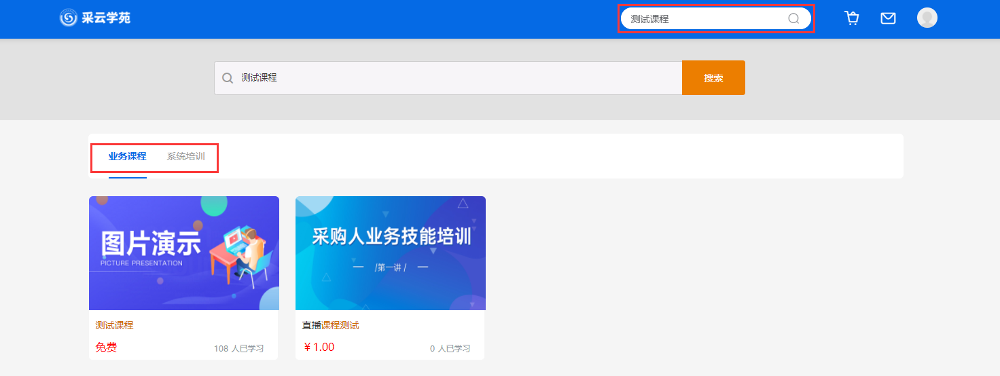 采云学苑
测试课程
测试课程
搜索
业务课程 系统培训
图片演示
PICTURE PRESENTATION
采购人业务技能培训
/第一讲 /
测试课程
免费 108 人已学习
直播课程测试
¥ 1.00 0 人已学习